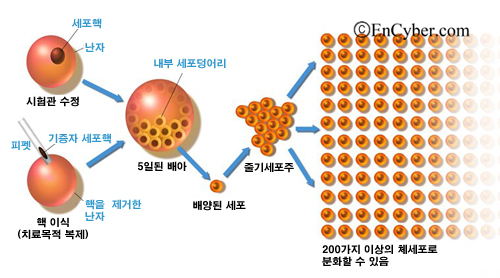 ©EnCyber.com
세포핵
난자
시험관 수정
내부 세포덩어리
피펫
기증자 세포핵
5일된 배아
줄기세포주
핵을 제거한
난자
핵 이식
(치료목적 복제)
배양된 세포
200가지 이상의 체세포로
분화할 수 있음